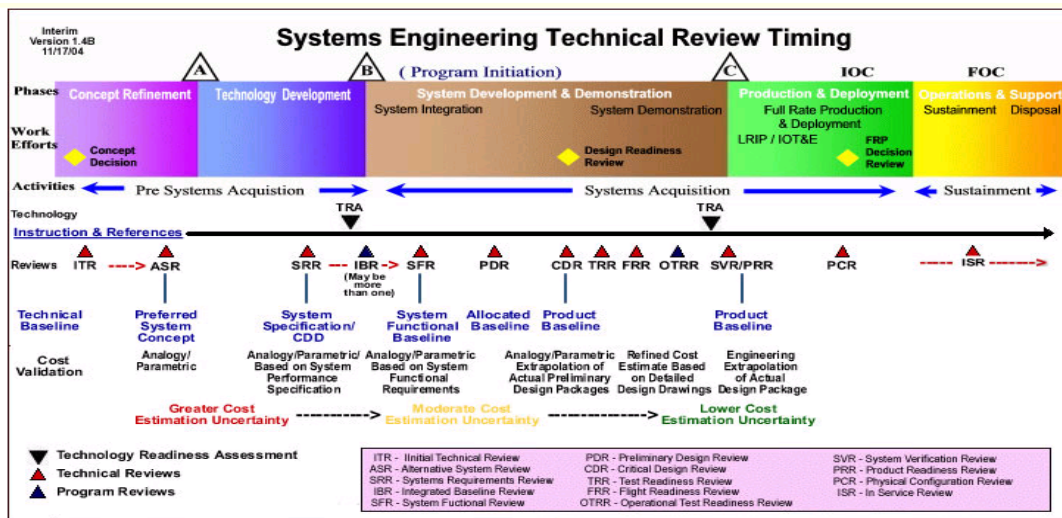 Interim
Version 1.4B
11/17/04
Systems Engineering Technical Review Timing
A
B
C
( Program Initiation)
IOC
FOC
Phases
Concept Refinement
Technology Development
System Development & Demonstration
Production & Deployment
Operations & Support
System Integration
System Demonstration
Full Rate Production
& Deployment
Sustainment
Disposal
Work
Efforts
LRIP / IOT&E
Concept
Decision
Design Readiness
Review
FRP
Decision
Review
Activities
Pre Systems Acquistion
Systems Acquisition
Sustainment
Technology
TRA
TRA
Instruction & References
Reviews
ITR
ASR
SRR
IBR
(May be
more
than one)
SFR
PDR
CDR
TRR
FRR
OTRR
SVR/PRR
PCR
ISR
Technical
Baseline
Preferred
System
Concept
System
Specification/
CDD
System
Functional
Baseline
Allocated
Baseline
Product
Baseline
Product
Baseline
Cost
Validation
Analogy/
Parametric
Analogy/Parametric/
Based on System
Performance
Specification
Analogy/Parametric
Based on System
Functional
Requirements
Analogy/Parametric
Extrapolation of
Actual Preliminary
Design Packages
Refined Cost
Estimate Based
on Detailed
Design Drawings
Engineering
Extrapolation
of Actual
Design Package
Greater Cost
Estimation Uncertainty
Moderate Cost
Estimation Uncertainty
Lower Cost
Estimation Uncertainty
Technology Readiness Assessment
Technical Reviews
Program Reviews
ITR - IInitial Technical Review
ASR - Alternative System Review
SRR - Systems Requirements Review
IBR - Integrated Baseline Review
SFR - System Fuctional Review
PDR - Preliminary Design Review
CDR - Critical Design Review
TRR - Test Readiness Review
FRR - Flight Readiness Review
OTRR - Operational Test Readiness Review
SVR - System Verification Review
PRR - Product Readiness Review
PCR - Physical Configuration Review
ISR - In Service Review